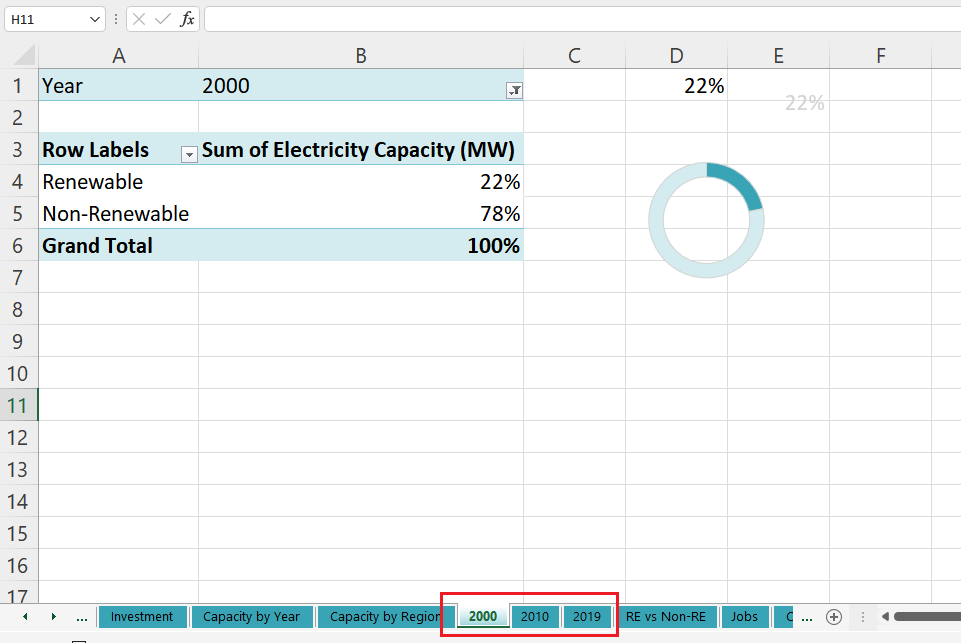 H11 fx
A B C D E F
1 Year 2000 22%
22%
2
3 Row Labels Sum of Electricity Capacity (MW)
4 Renewable 22%
5 Non-Renewable 78%
6 Grand Total 100%
7
8
9
10
11
12
13
14
15
16
17
... Investment Capacity by Year Capacity by Region 2000 2010 2019 RE vs Non-RE Jobs ...